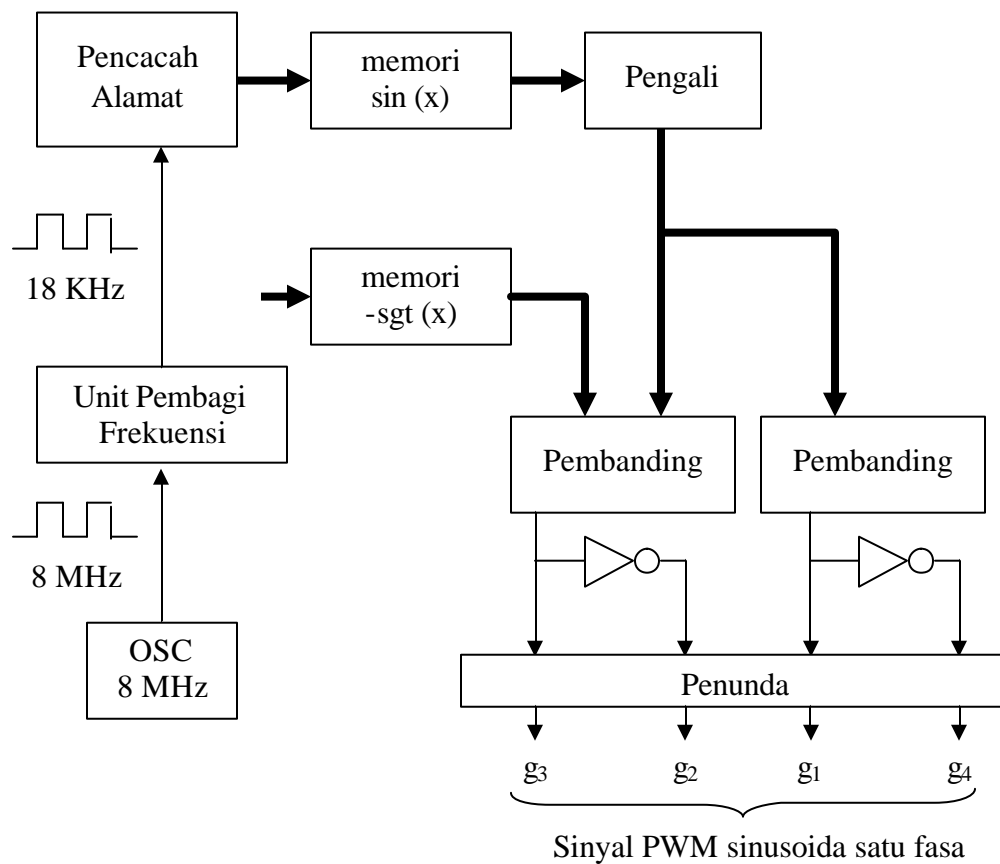 Pencacah
Alamat
memori
sin (x)
Pengali
18 KHz
memori
-sgt (x)
Unit Pembagi
Frekuensi
Pembanding
Pembanding
8 MHz
OSC
8 MHz
Penunda
g3
g2
g1
g4
Sinyal PWM sinusoida satu fasa